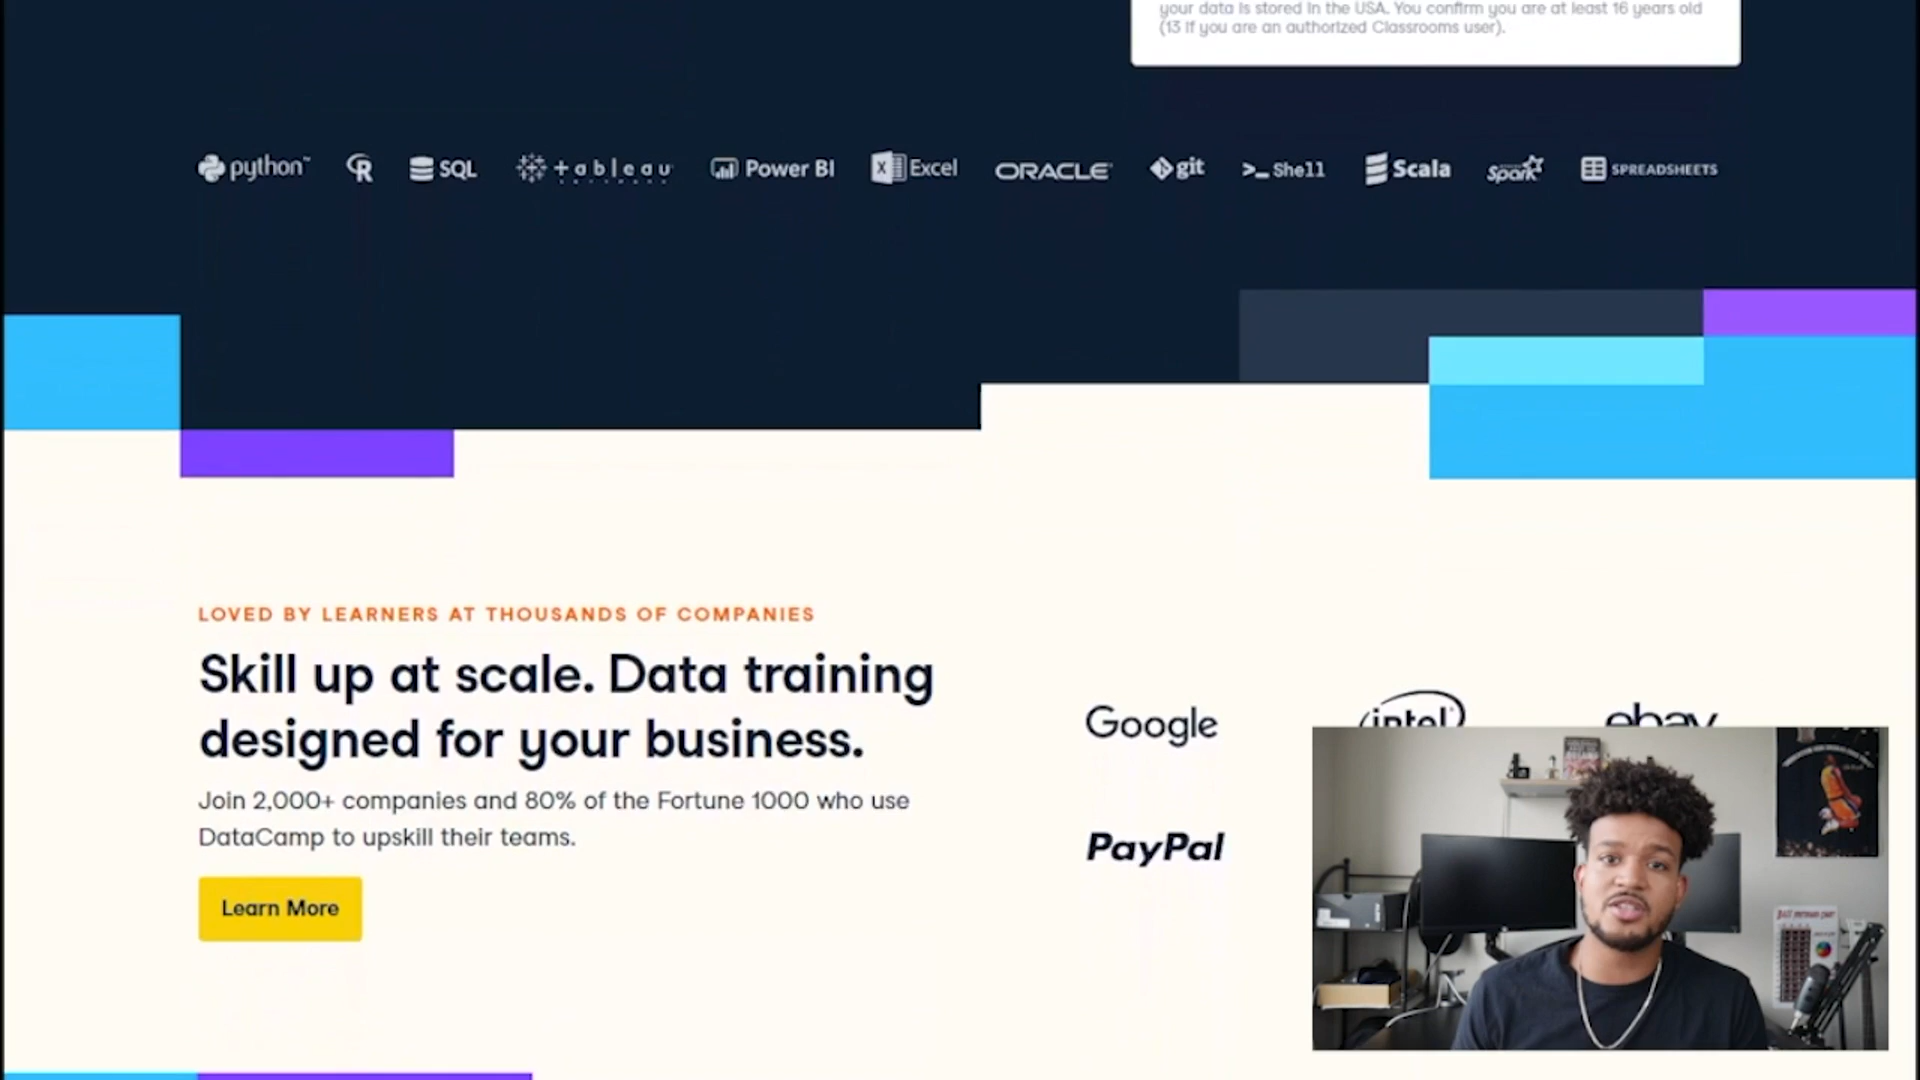 your data is stored in the USA. You confirm you are at least 16 years old
(13 if you are an authorized Classrooms user).
python™ R SQL +ableau Power BI Excel ORACLE git >_ Shell Scala Spark SPREADSHEETS
LOVED BY LEARNERS AT THOUSANDS OF COMPANIES
Skill up at scale. Data training
designed for your business.
Join 2,000+ companies and 80% of the Fortune 1000 who use
DataCamp to upskill their teams.
Learn More
Google intel ebay
PayPal